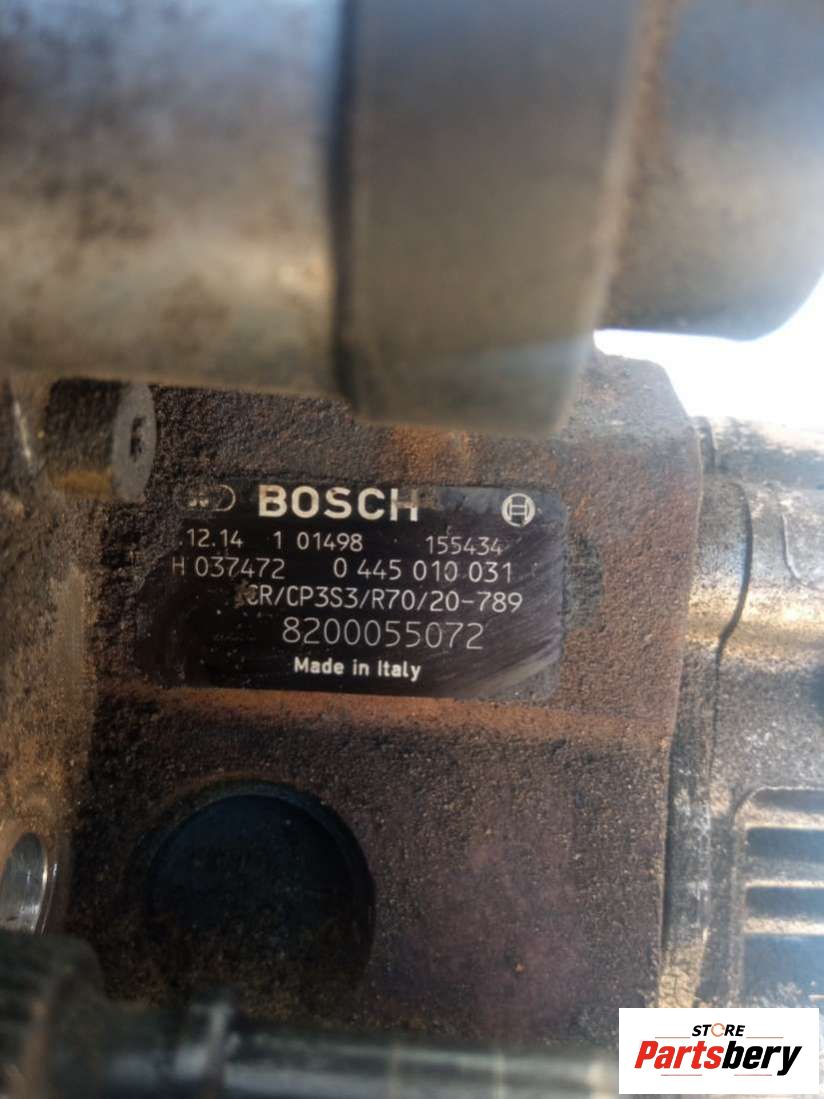 BOSCH
.12.14 1 01498 155434
H 037472 0 445 010 031
CR/CP3S3/R70/20-789
8200055072
Made in Italy
STORE
Partsbery